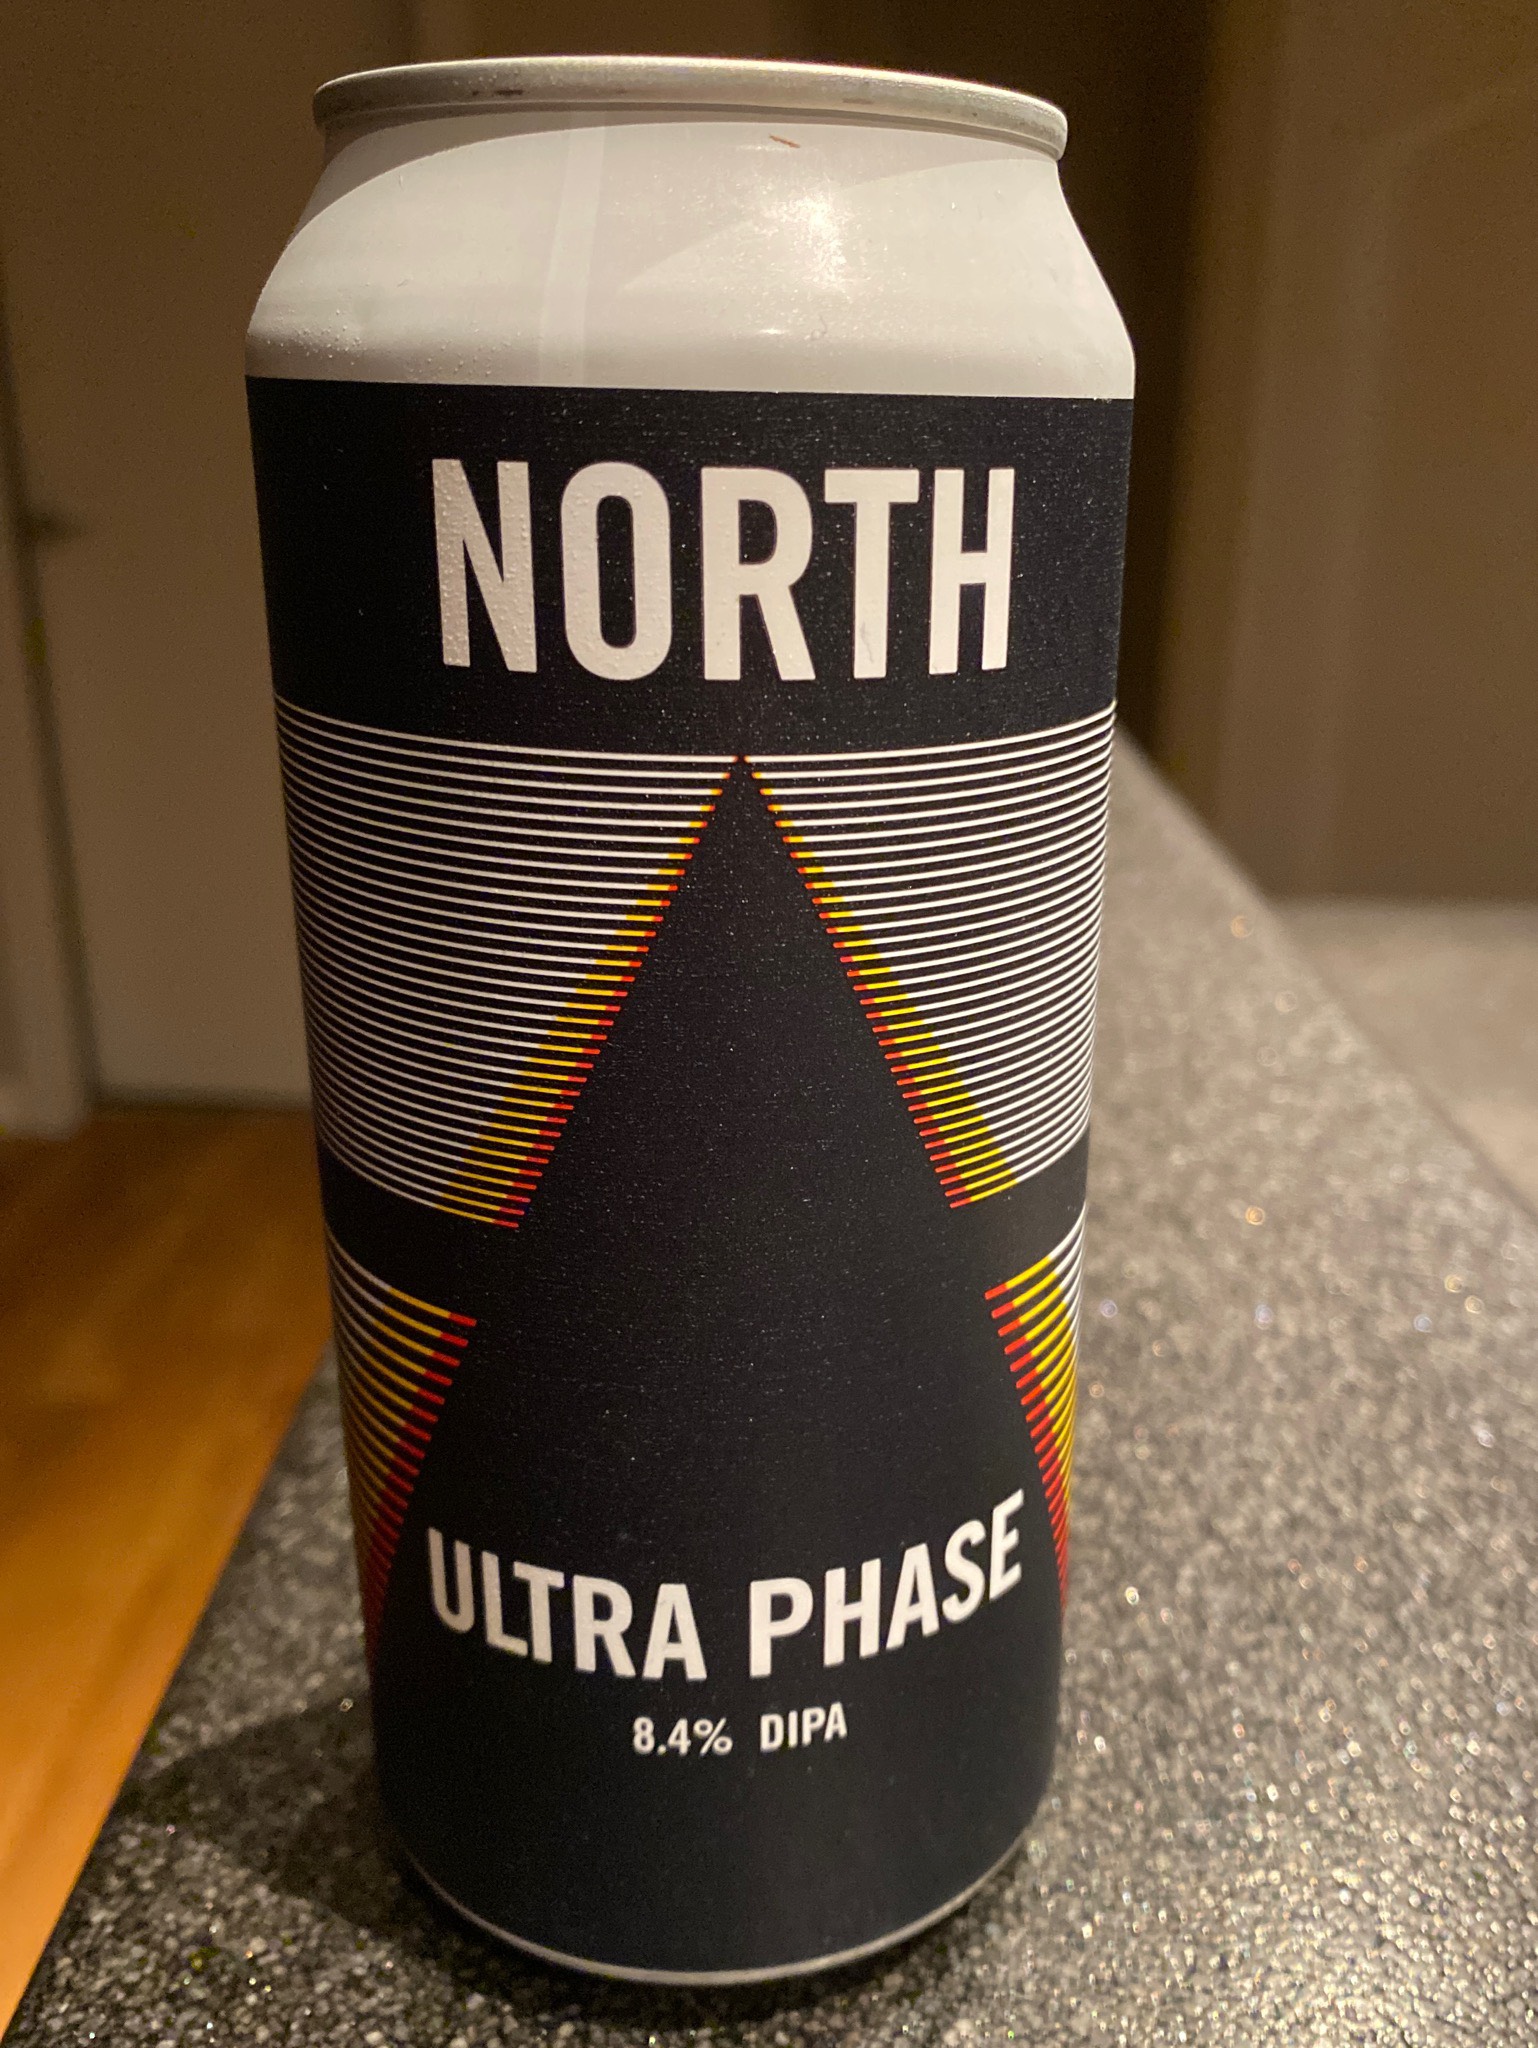 NORTH
ULTRA PHASE
8.4% DIPA